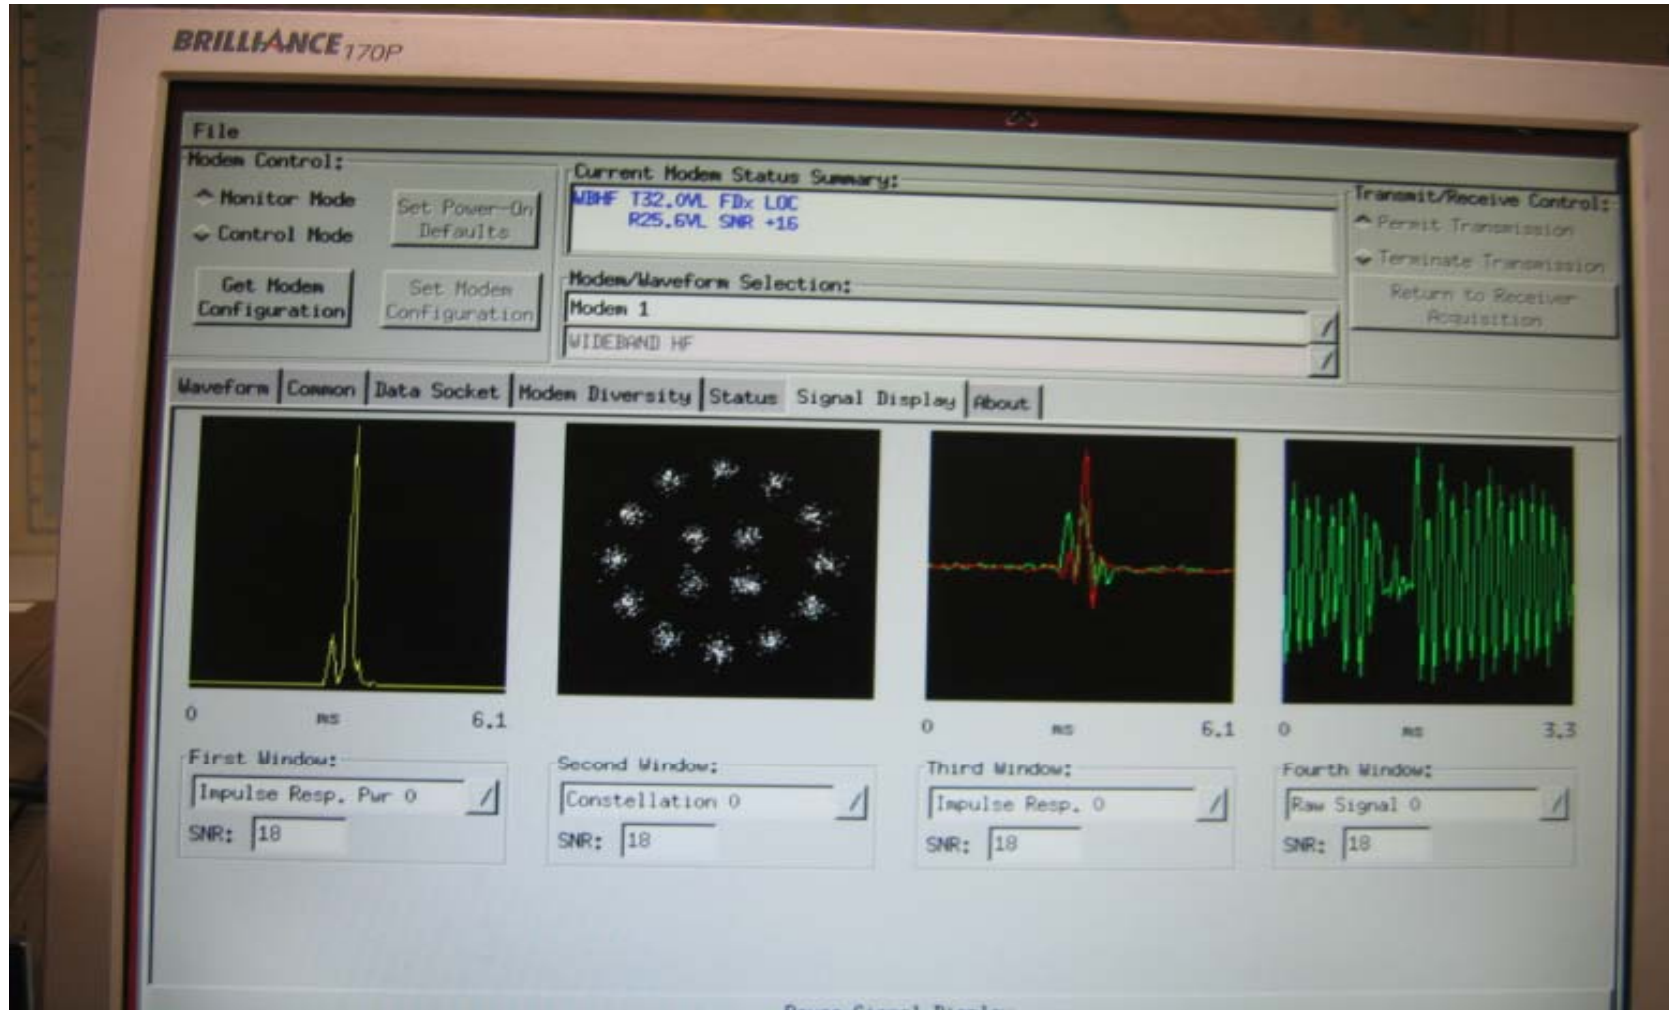 BRILLIANCE 170P
File
Modem Control:
Monitor Mode
Control Mode
Set Power-On
Defaults
Get Modem
Configuration
Set Modem
Configuration
Current Modem Status Summary:
WBHF T32.0VL FDx LOC
R25.6VL SNR +16
Modem/Waveform Selection:
Modem 1
WIDEBAND HF
Transmit/Receive Control:
Permit Transmission
Terminate Transmission
Return to Receiver
Acquisition
Waveform Common Data Socket Modem Diversity Status Signal Display About
0 ms 6.1
0 ms 6.1
0 ms 3.3
First Window:
Impulse Resp. Pwr 0
SNR: 18
Second Window:
Constellation 0
SNR: 18
Third Window:
Impulse Resp. 0
SNR: 18
Fourth Window:
Raw Signal 0
SNR: 18